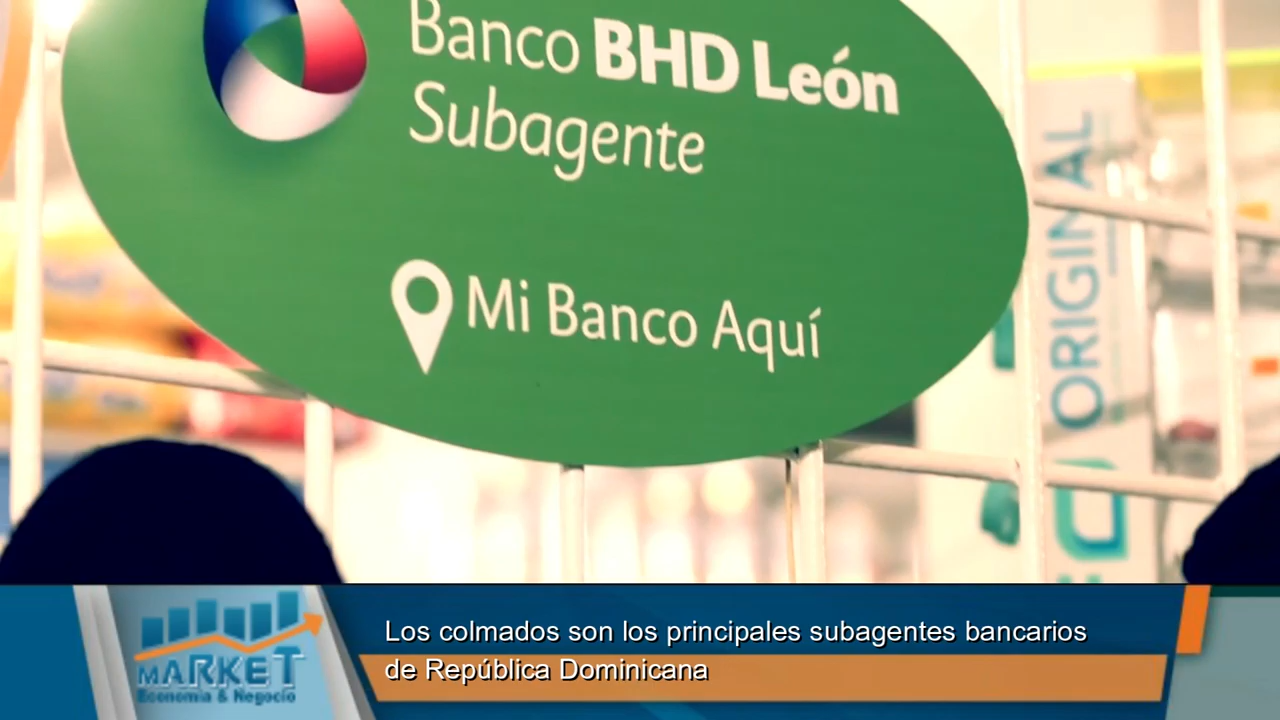 Banco BHD León
Subagente
Mi Banco Aquí
ORIGINAL
Los colmados son los principales subagentes bancarios
de República Dominicana
MARKET
Economía & Negocio